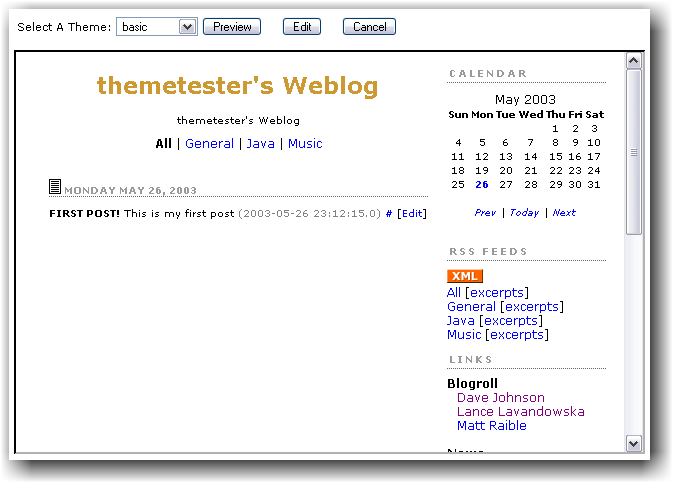 Select A Theme: basic Preview Edit Cancel
themetester's Weblog
themetester's Weblog
All | General | Java | Music
MONDAY MAY 26, 2003
FIRST POST! This is my first post (2003-05-26 23:12:15.0) # [Edit]
CALENDAR
May 2003
Sun Mon Tue Wed Thu Fri Sat
1 2 3
4 5 6 7 8 9 10
11 12 13 14 15 16 17
18 19 20 21 22 23 24
25 26 27 28 29 30 31
Prev | Today | Next
RSS FEEDS
XML
All [excerpts]
General [excerpts]
Java [excerpts]
Music [excerpts]
LINKS
Blogroll
Dave Johnson
Lance Lavandowska
Matt Raible